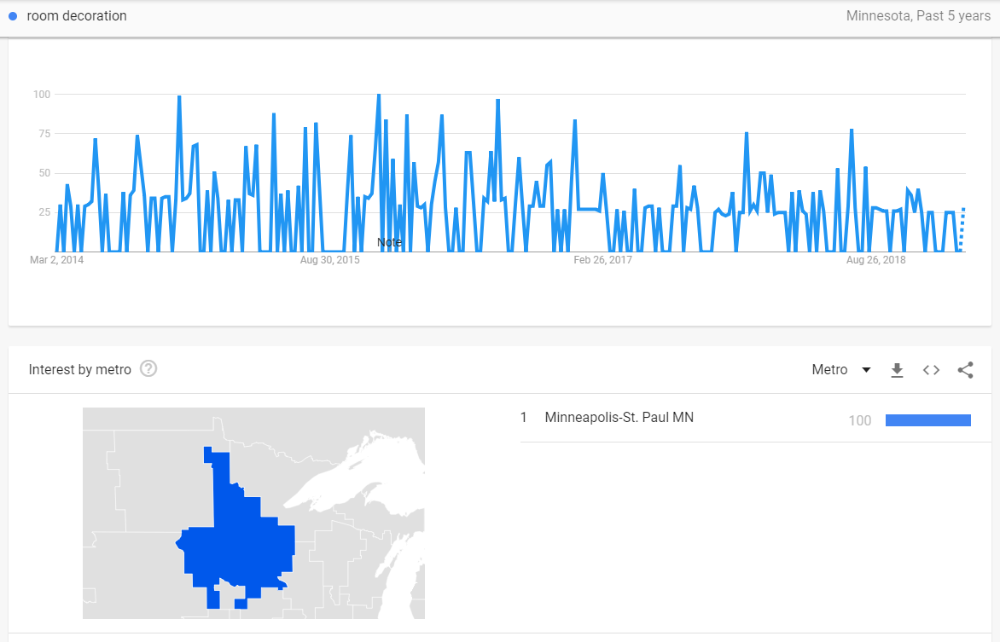 room decoration
Minnesota, Past 5 years
100
75
50
25
Note
Mar 2, 2014
Aug 30, 2015
Feb 26, 2017
Aug 26, 2018
Interest by metro ?
Metro
1 Minneapolis-St. Paul MN 100